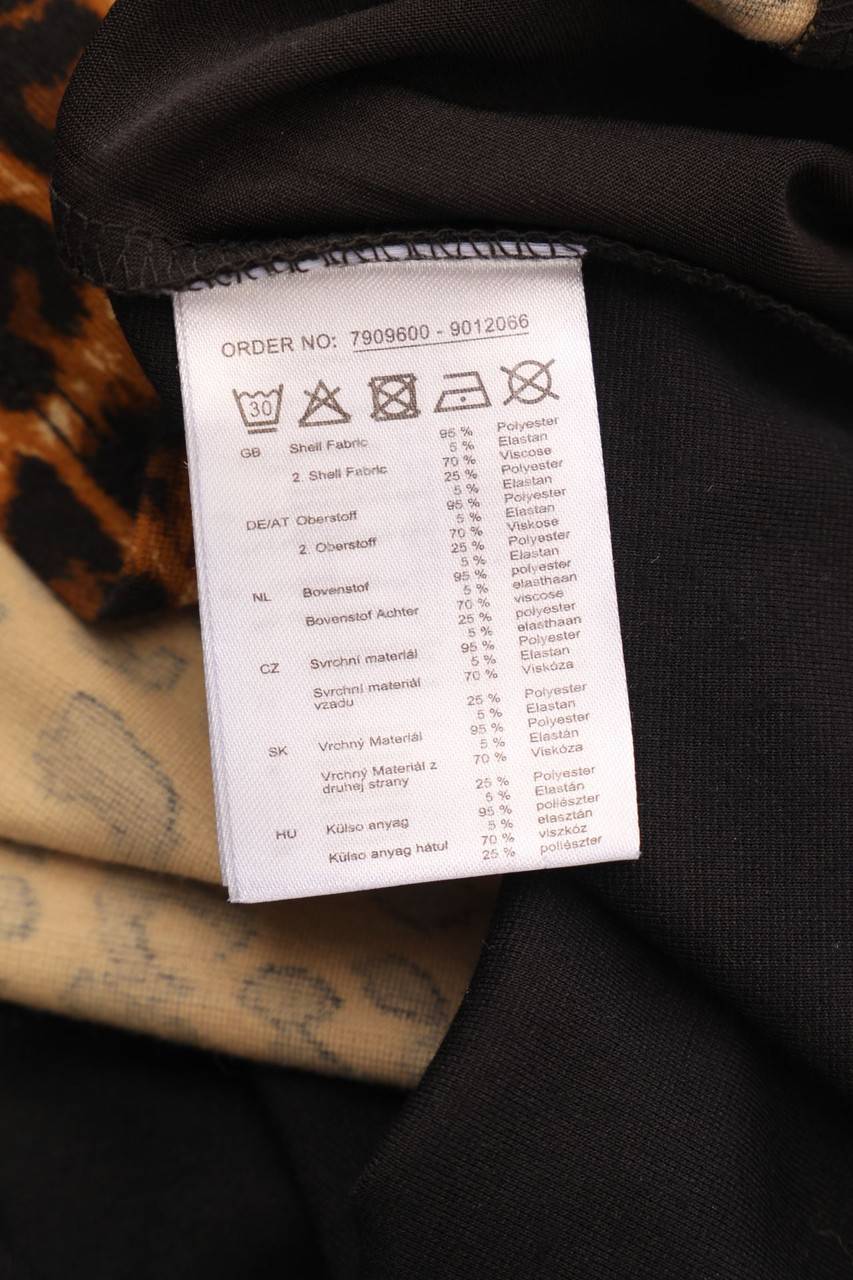 ORDER NO: 7909600 - 9012066
30
GB Shell Fabric 95 % Polyester
5 % Elastan
2. Shell Fabric 70 % Viscose
25 % Polyester
5 % Elastan
DE/AT Oberstoff 95 % Polyester
5 % Elastan
2. Oberstoff 70 % Viskose
25 % Polyester
5 % Elastan
NL Bovenstof 95 % polyester
5 % elasthaan
Bovenstof Achter 70 % viscose
25 % polyester
5 % elasthaan
CZ Svrchní materiál 95 % Polyester
5 % Elastan
Svrchní materiál vzadu 70 % Viskóza
25 % Polyester
5 % Elastan
SK Vrchný Materiál 95 % Polyester
5 % Elastán
Vrchný Materiál z druhej strany 70 % Viskóza
25 % Polyester
5 % Elastán
HU Külso anyag 95 % poliészter
5 % elasztán
Külso anyag hátul 70 % viszkóz
25 % poliészter